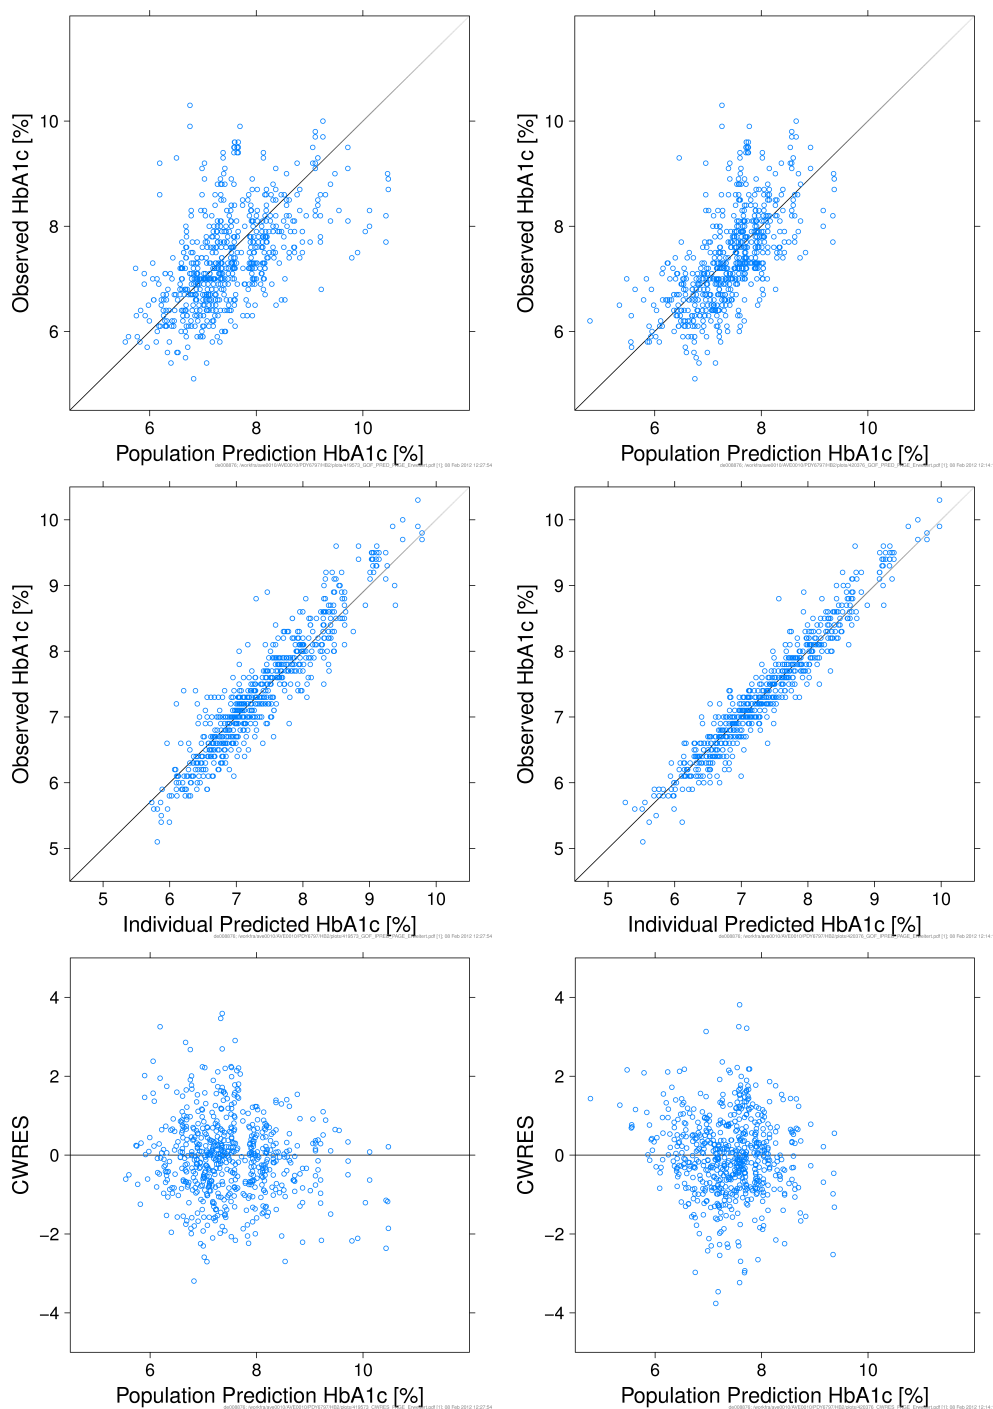 10
8
6
Observed HbA1c [%]
6 8 10
Population Prediction HbA1c [%]
10
8
6
Observed HbA1c [%]
6 8 10
Population Prediction HbA1c [%]
10
9
8
7
6
5
Observed HbA1c [%]
5 6 7 8 9 10
Individual Predicted HbA1c [%]
10
9
8
7
6
5
Observed HbA1c [%]
5 6 7 8 9 10
Individual Predicted HbA1c [%]
4
2
0
−2
−4
CWRES
6 8 10
Population Prediction HbA1c [%]
4
2
0
−2
−4
CWRES
6 8 10
Population Prediction HbA1c [%]